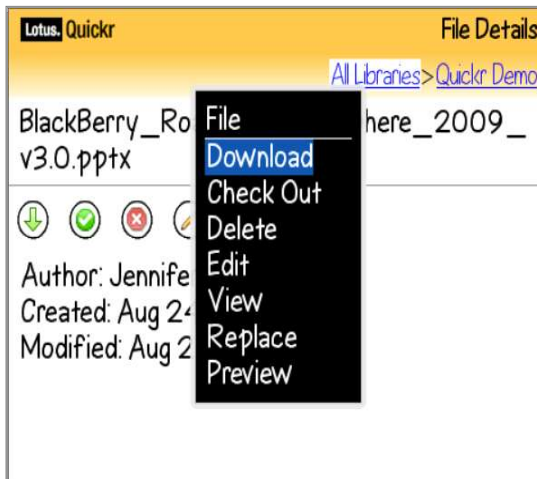 Lotus. Quickr File Details
All Libraries>Quickr Demo
BlackBerry_Ro here_2009_
v3.0.pptx
File
Download
Check Out
Delete
Edit
View
Replace
Preview
Author: Jennife
Created: Aug 24
Modified: Aug 2